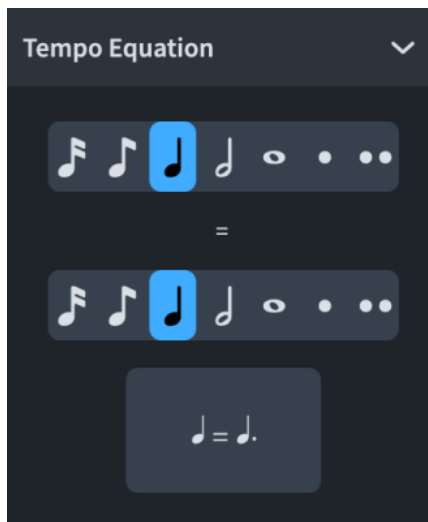 Tempo Equation
=
♩ = ♩.